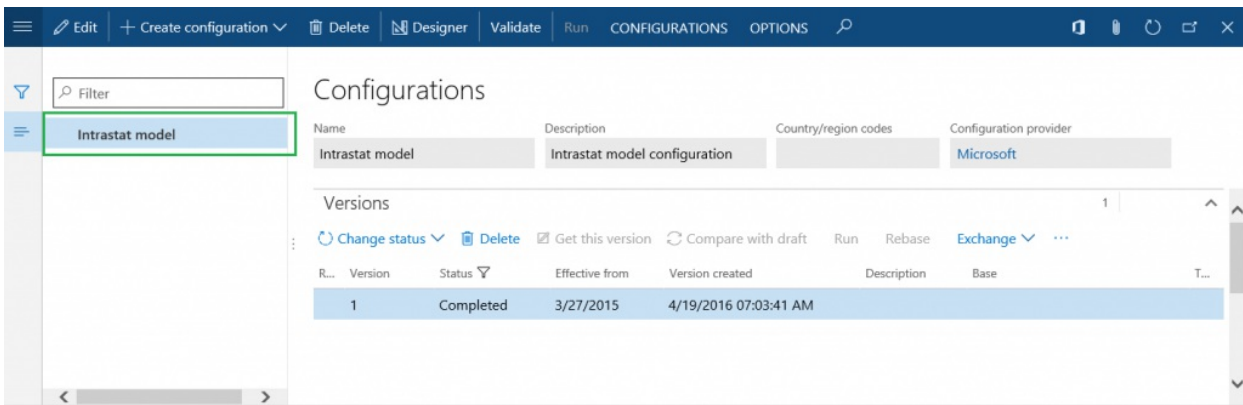 Edit + Create configuration Delete Designer Validate Run CONFIGURATIONS OPTIONS
Filter
Intrastat model
Configurations
Name Description Country/region codes Configuration provider
Intrastat model Intrastat model configuration Microsoft
Versions 1
Change status Delete Get this version Compare with draft Run Rebase Exchange ...
R... Version Status Effective from Version created Description Base T...
1 Completed 3/27/2015 4/19/2016 07:03:41 AM